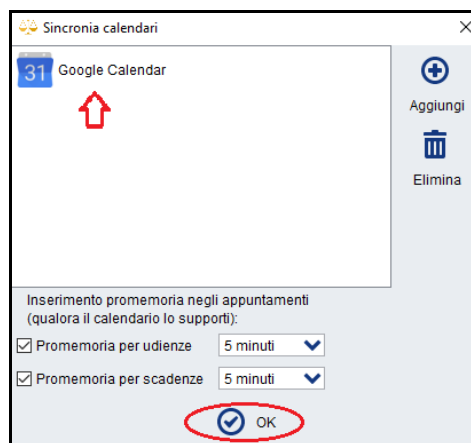 Sincronia calendari
31 Google Calendar
Aggiungi
Elimina
Inserimento promemoria negli appuntamenti
(qualora il calendario lo supporti):
Promemoria per udienze 5 minuti
Promemoria per scadenze 5 minuti
OK